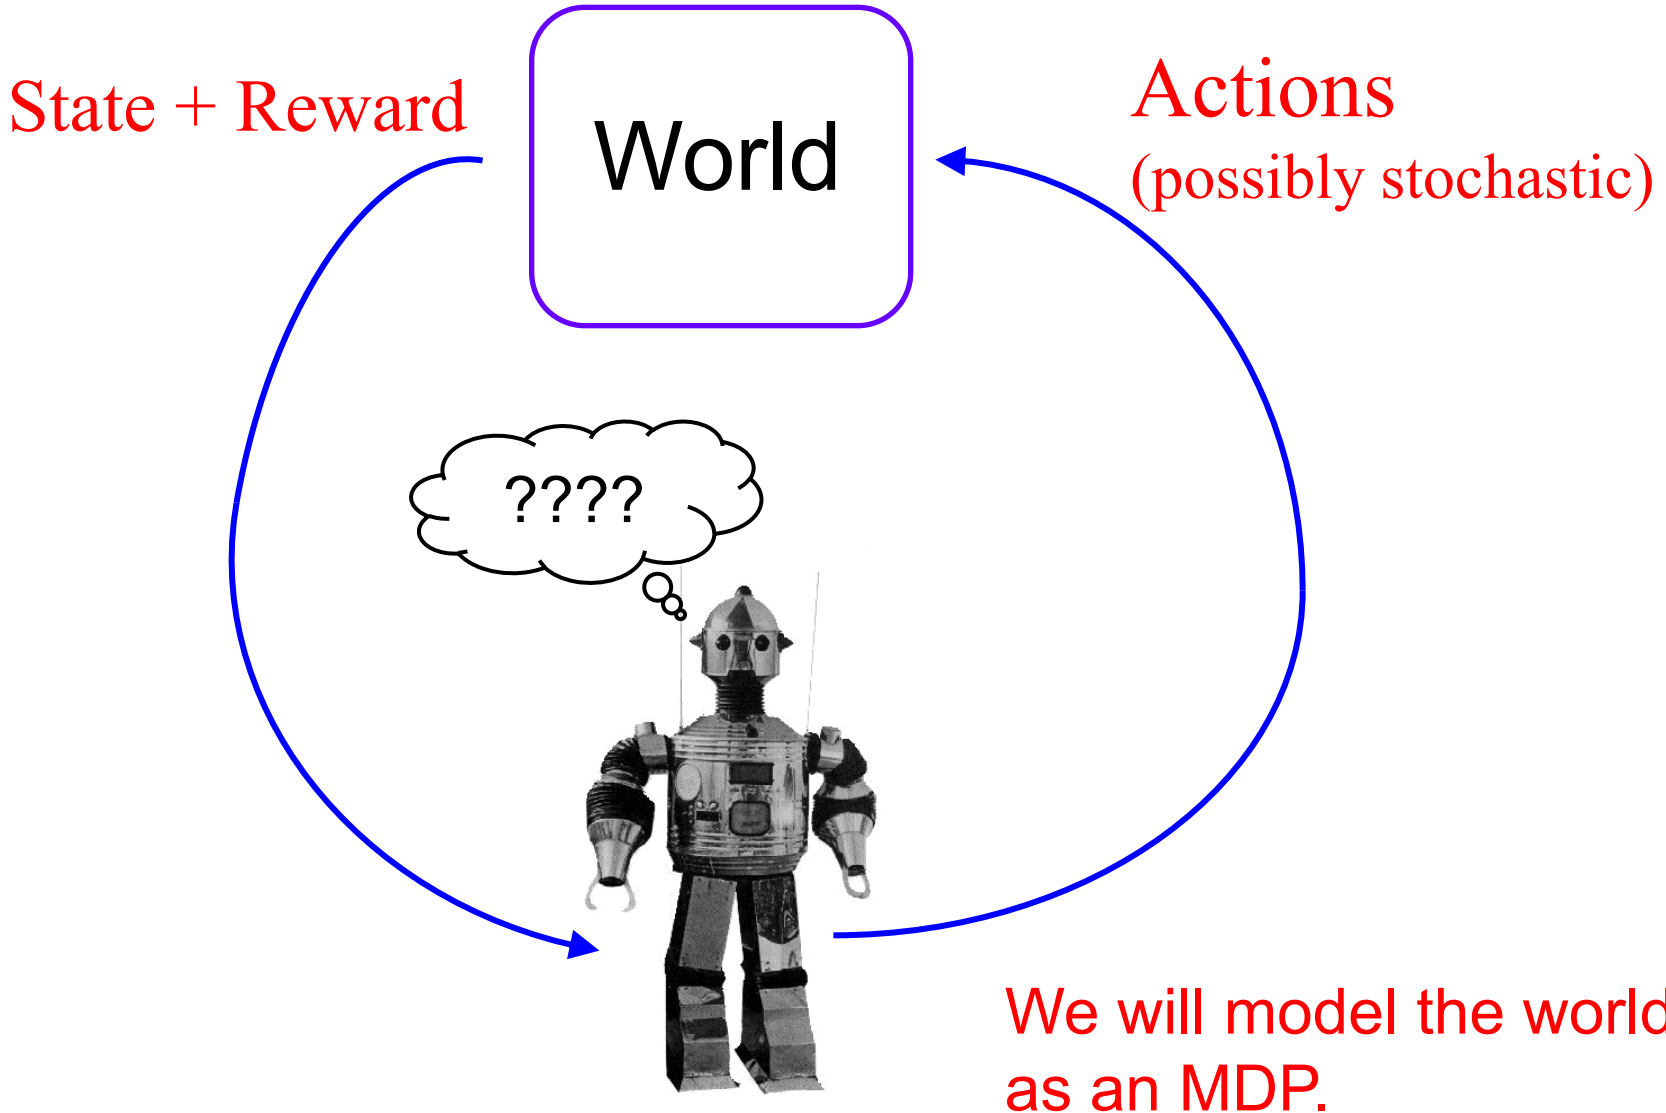 State + Reward
World
Actions
(possibly stochastic)
????
We will model the world
as an MDP.